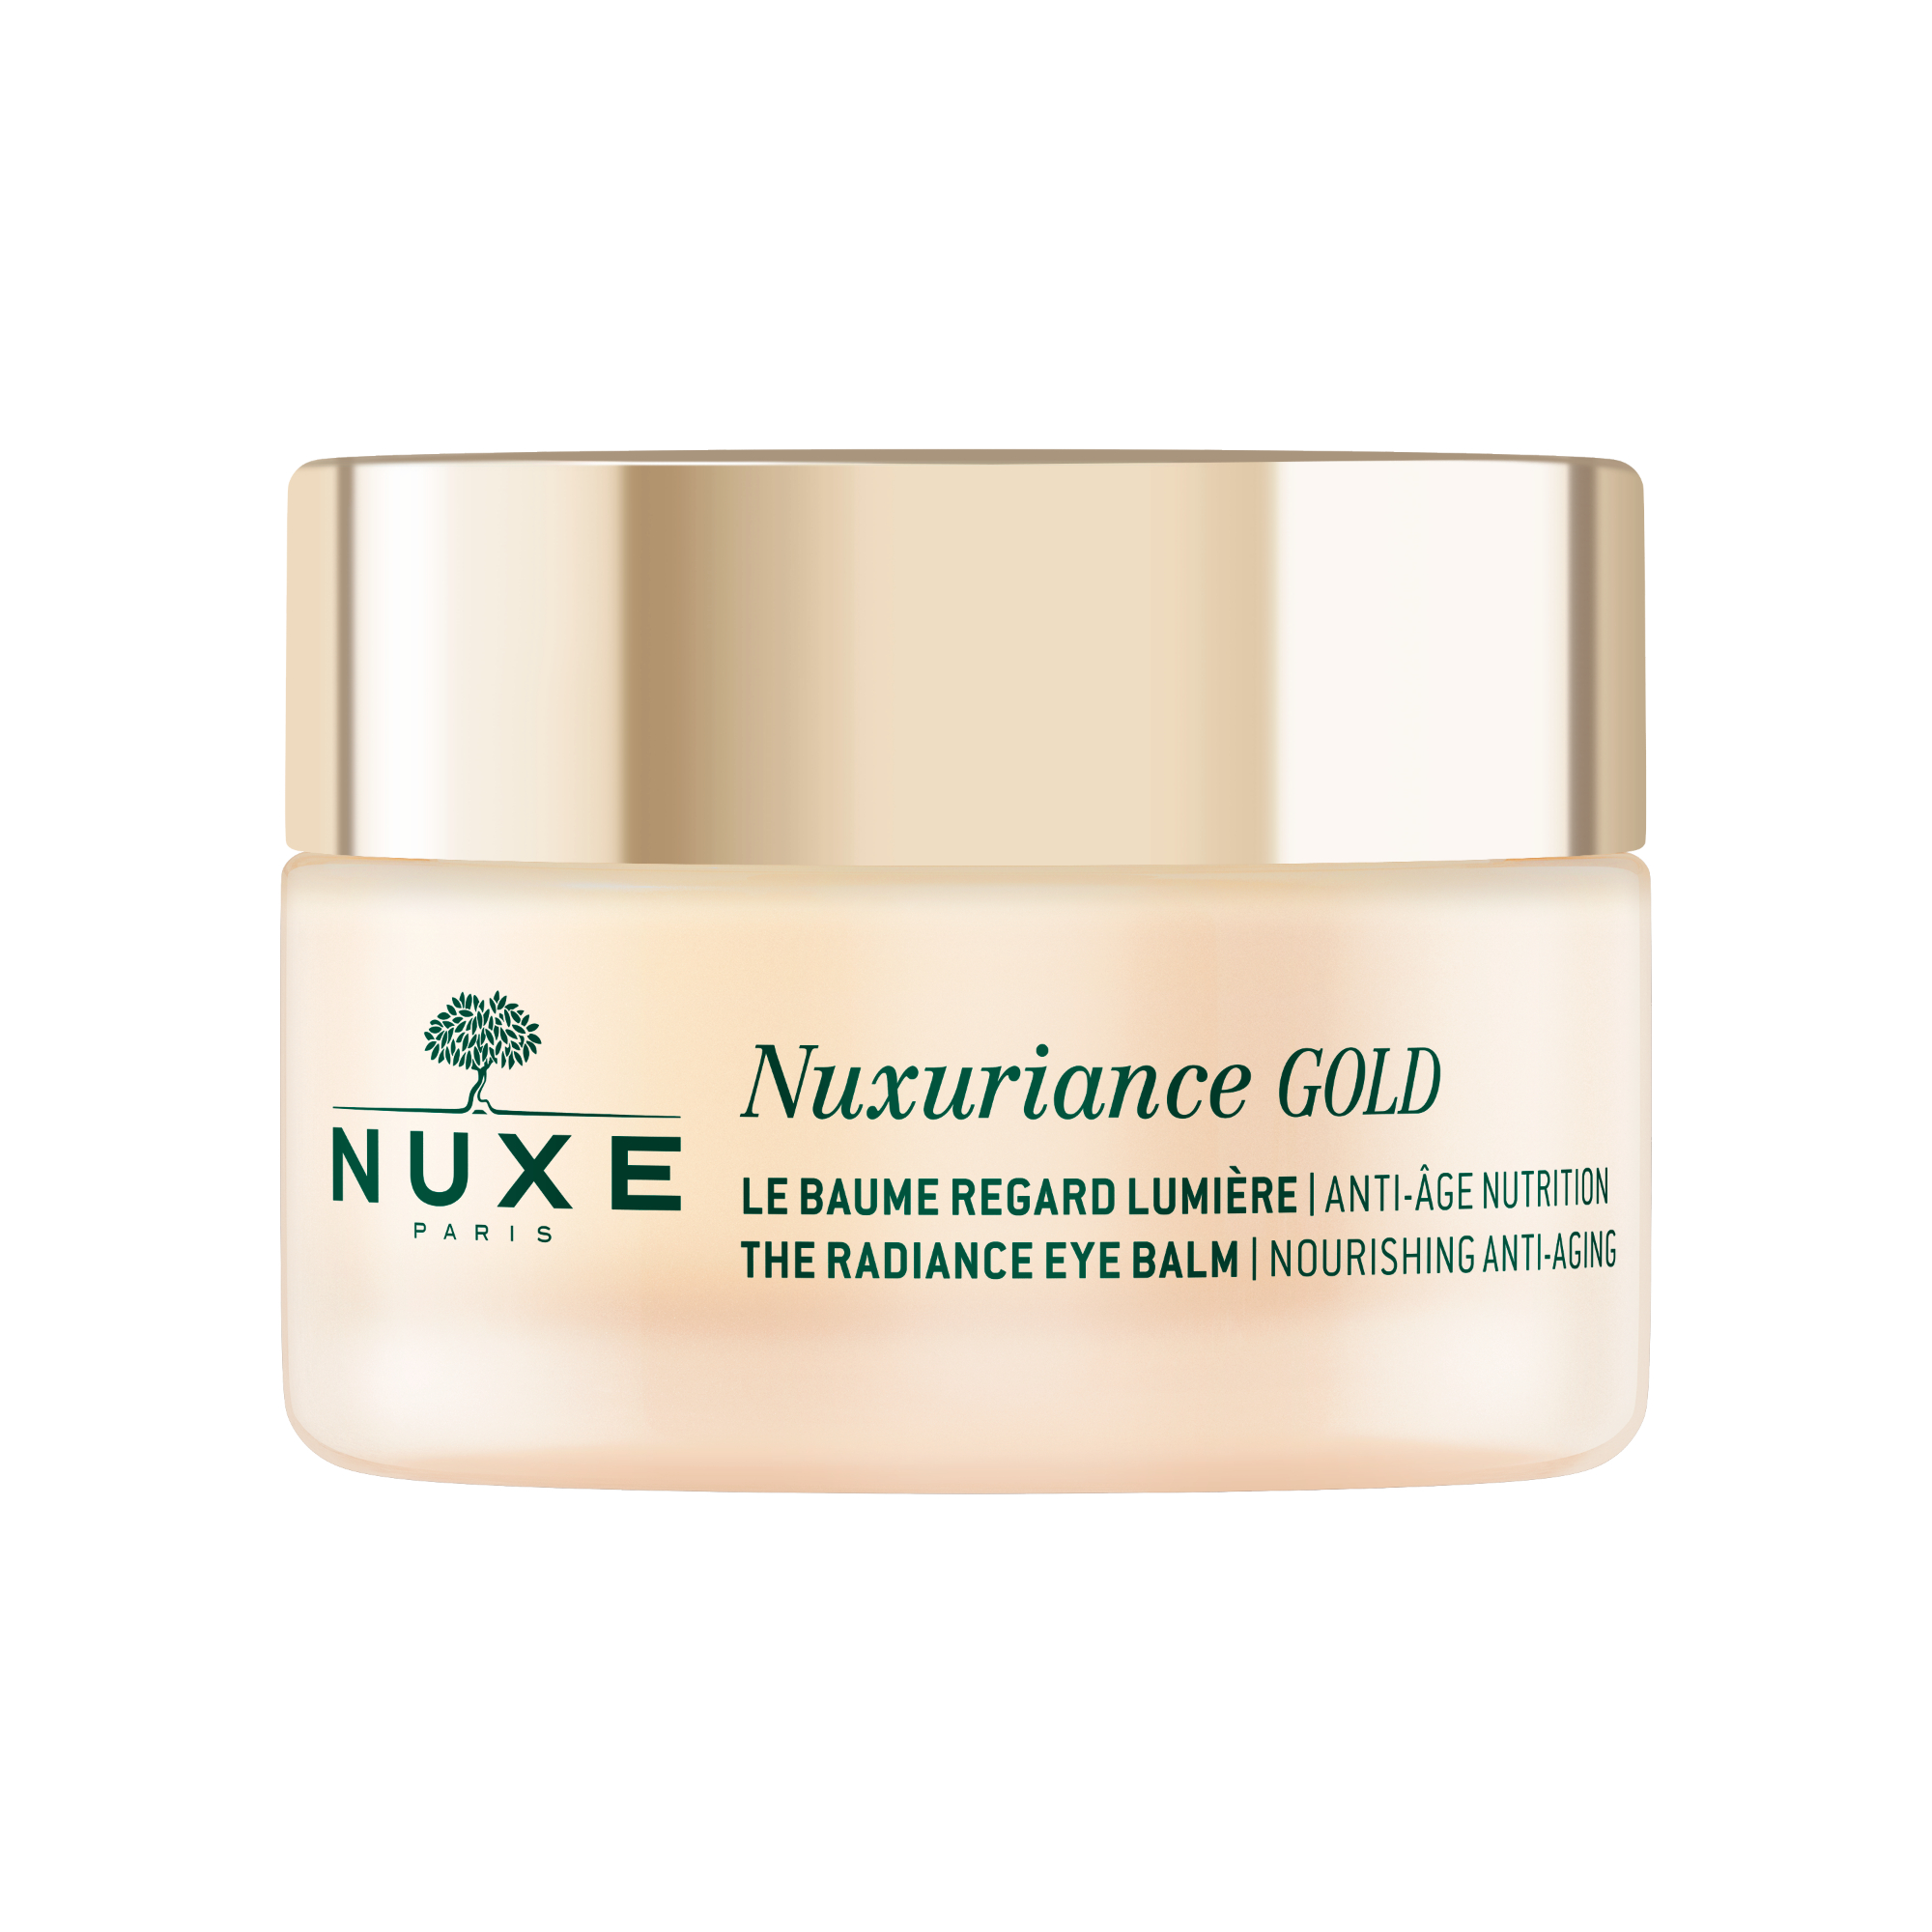 NUXE
PARIS
Nuxuriance GOLD
LE BAUME REGARD LUMIÈRE | ANTI-ÂGE NUTRITION
THE RADIANCE EYE BALM | NOURISHING ANTI-AGING